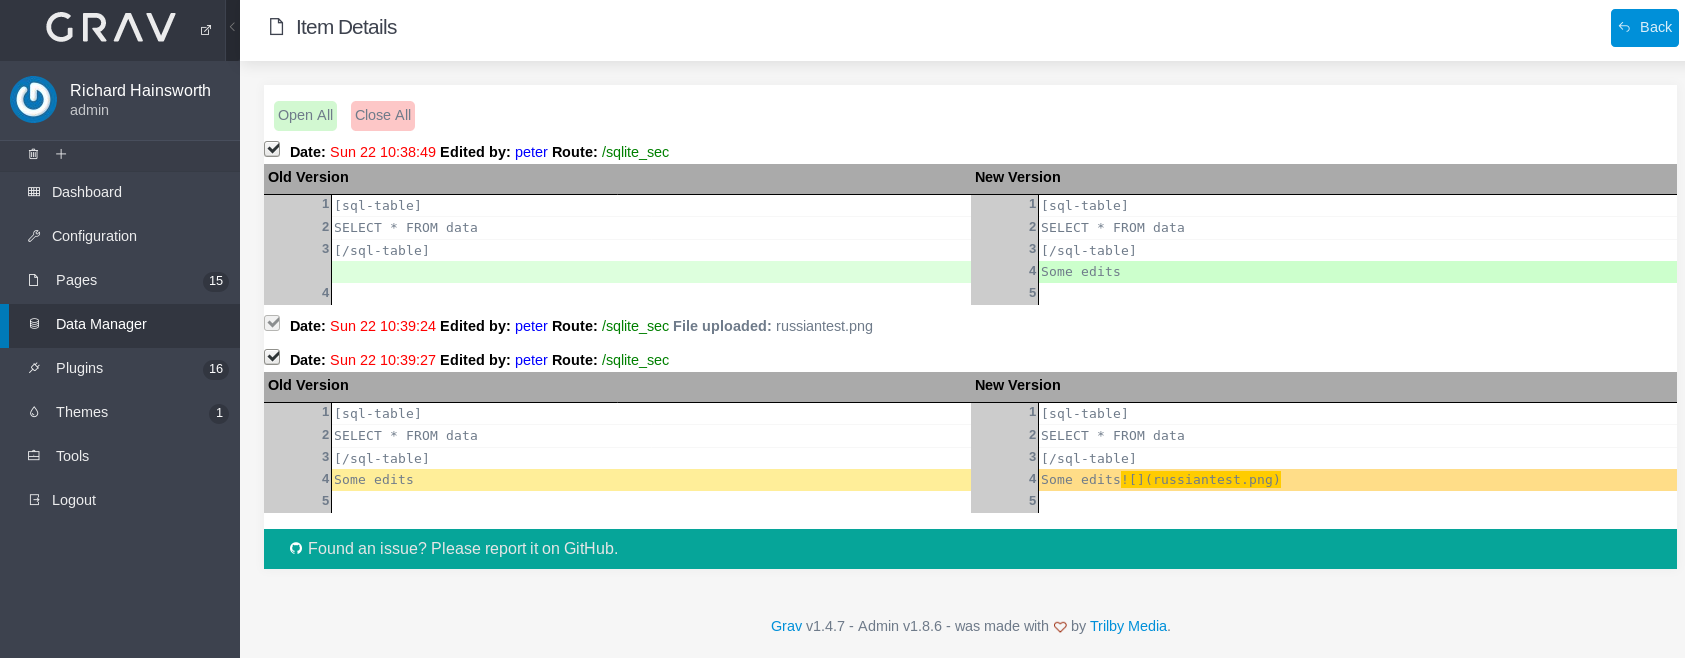 GRAV
Item Details
Back
Richard Hainsworth
admin
Dashboard
Configuration
Pages 15
Data Manager
Plugins 16
Themes 1
Tools
Logout
Open All Close All
Date: Sun 22 10:38:49 Edited by: peter Route: /sqlite_sec
Old Version New Version
1 [sql-table] 1 [sql-table]
2 SELECT * FROM data 2 SELECT * FROM data
3 [/sql-table] 3 [/sql-table]
4 Some edits
4 5
Date: Sun 22 10:39:24 Edited by: peter Route: /sqlite_sec File uploaded: russiantest.png
Date: Sun 22 10:39:27 Edited by: peter Route: /sqlite_sec
Old Version New Version
1 [sql-table] 1 [sql-table]
2 SELECT * FROM data 2 SELECT * FROM data
3 [/sql-table] 3 [/sql-table]
4 Some edits 4 Some edits![](russiantest.png)
5 5
Found an issue? Please report it on GitHub.
Grav v1.4.7 - Admin v1.8.6 - was made with by Trilby Media.